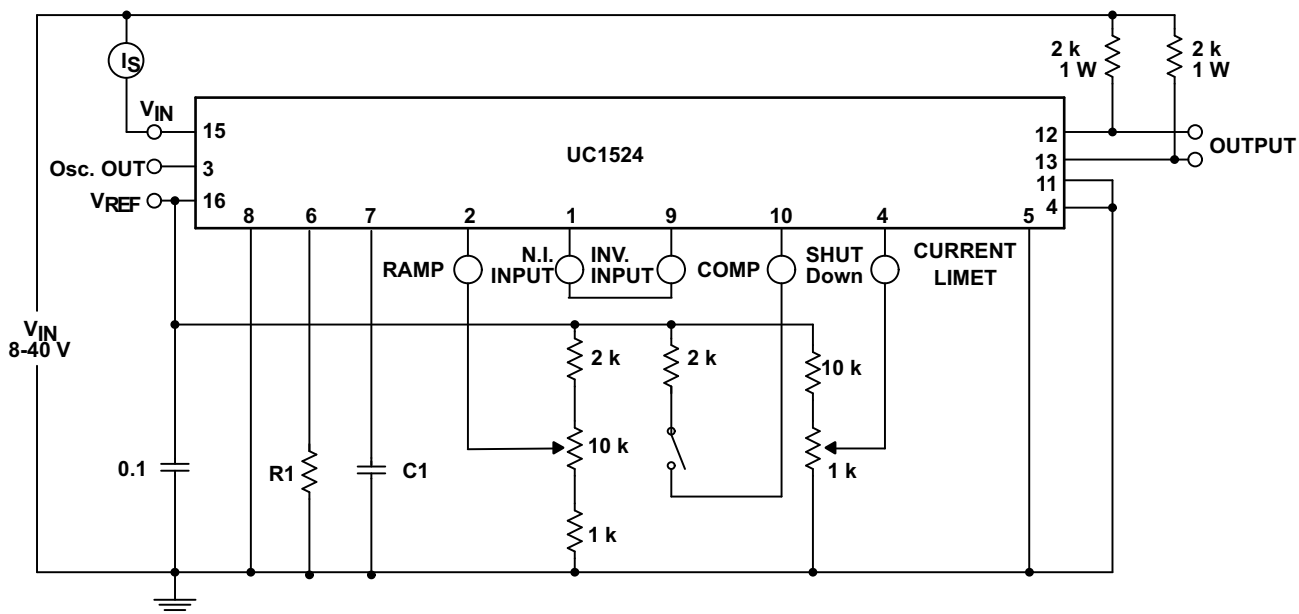 2 k
1 W
2 k
1 W
IS
VIN
15
UC1524
12
OUTPUT
Osc. OUT
3
13
VREF
16
11
4
8
6
7
2
1
9
10
4
5
RAMP
N.I.
INPUT
INV.
INPUT
COMP
SHUT
Down
CURRENT
LIMET
VIN
8-40 V
2 k
2 k
10 k
10 k
0.1
R1
C1
1 k
1 k